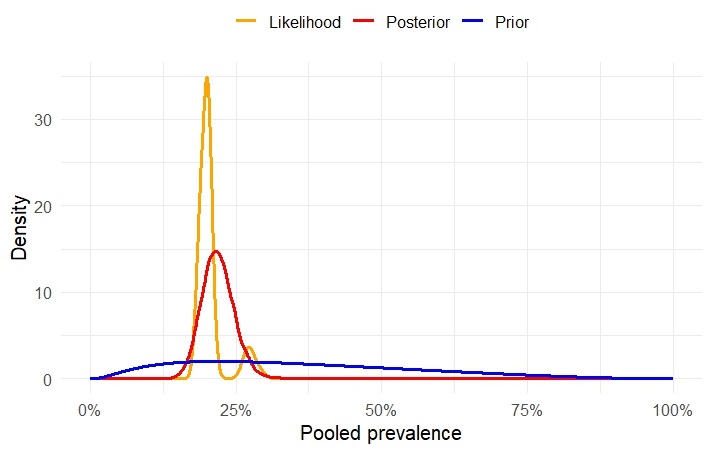 Likelihood Posterior Prior
Density
30
20
10
0
0% 25% 50% 75% 100%
Pooled prevalence